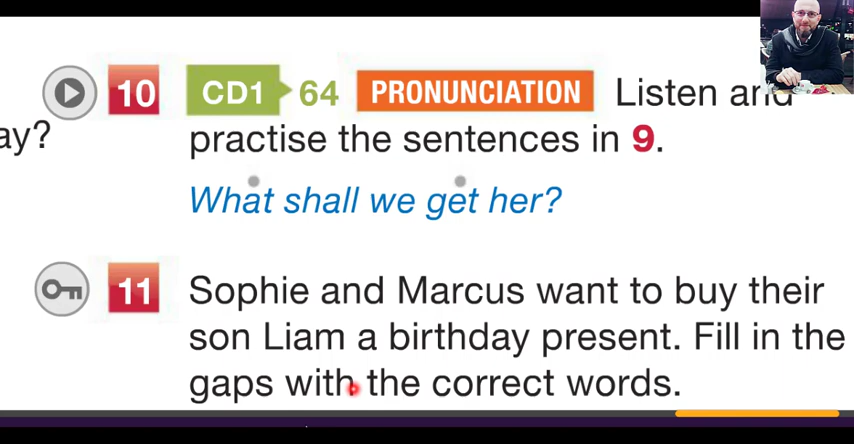 10 CD1 64 PRONUNCIATION Listen and
ay?
practise the sentences in 9.
What shall we get her?
11 Sophie and Marcus want to buy their
son Liam a birthday present. Fill in the
gaps with the correct words.